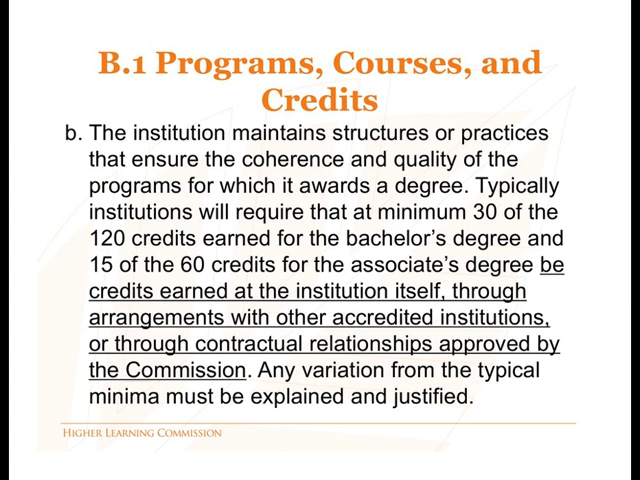 B.1 Programs, Courses, and
Credits
b. The institution maintains structures or practices
that ensure the coherence and quality of the
programs for which it awards a degree. Typically
institutions will require that at minimum 30 of the
120 credits earned for the bachelor’s degree and
15 of the 60 credits for the associate’s degree be
credits earned at the institution itself, through
arrangements with other accredited institutions,
or through contractual relationships approved by
the Commission. Any variation from the typical
minima must be explained and justified.
Higher Learning Commission